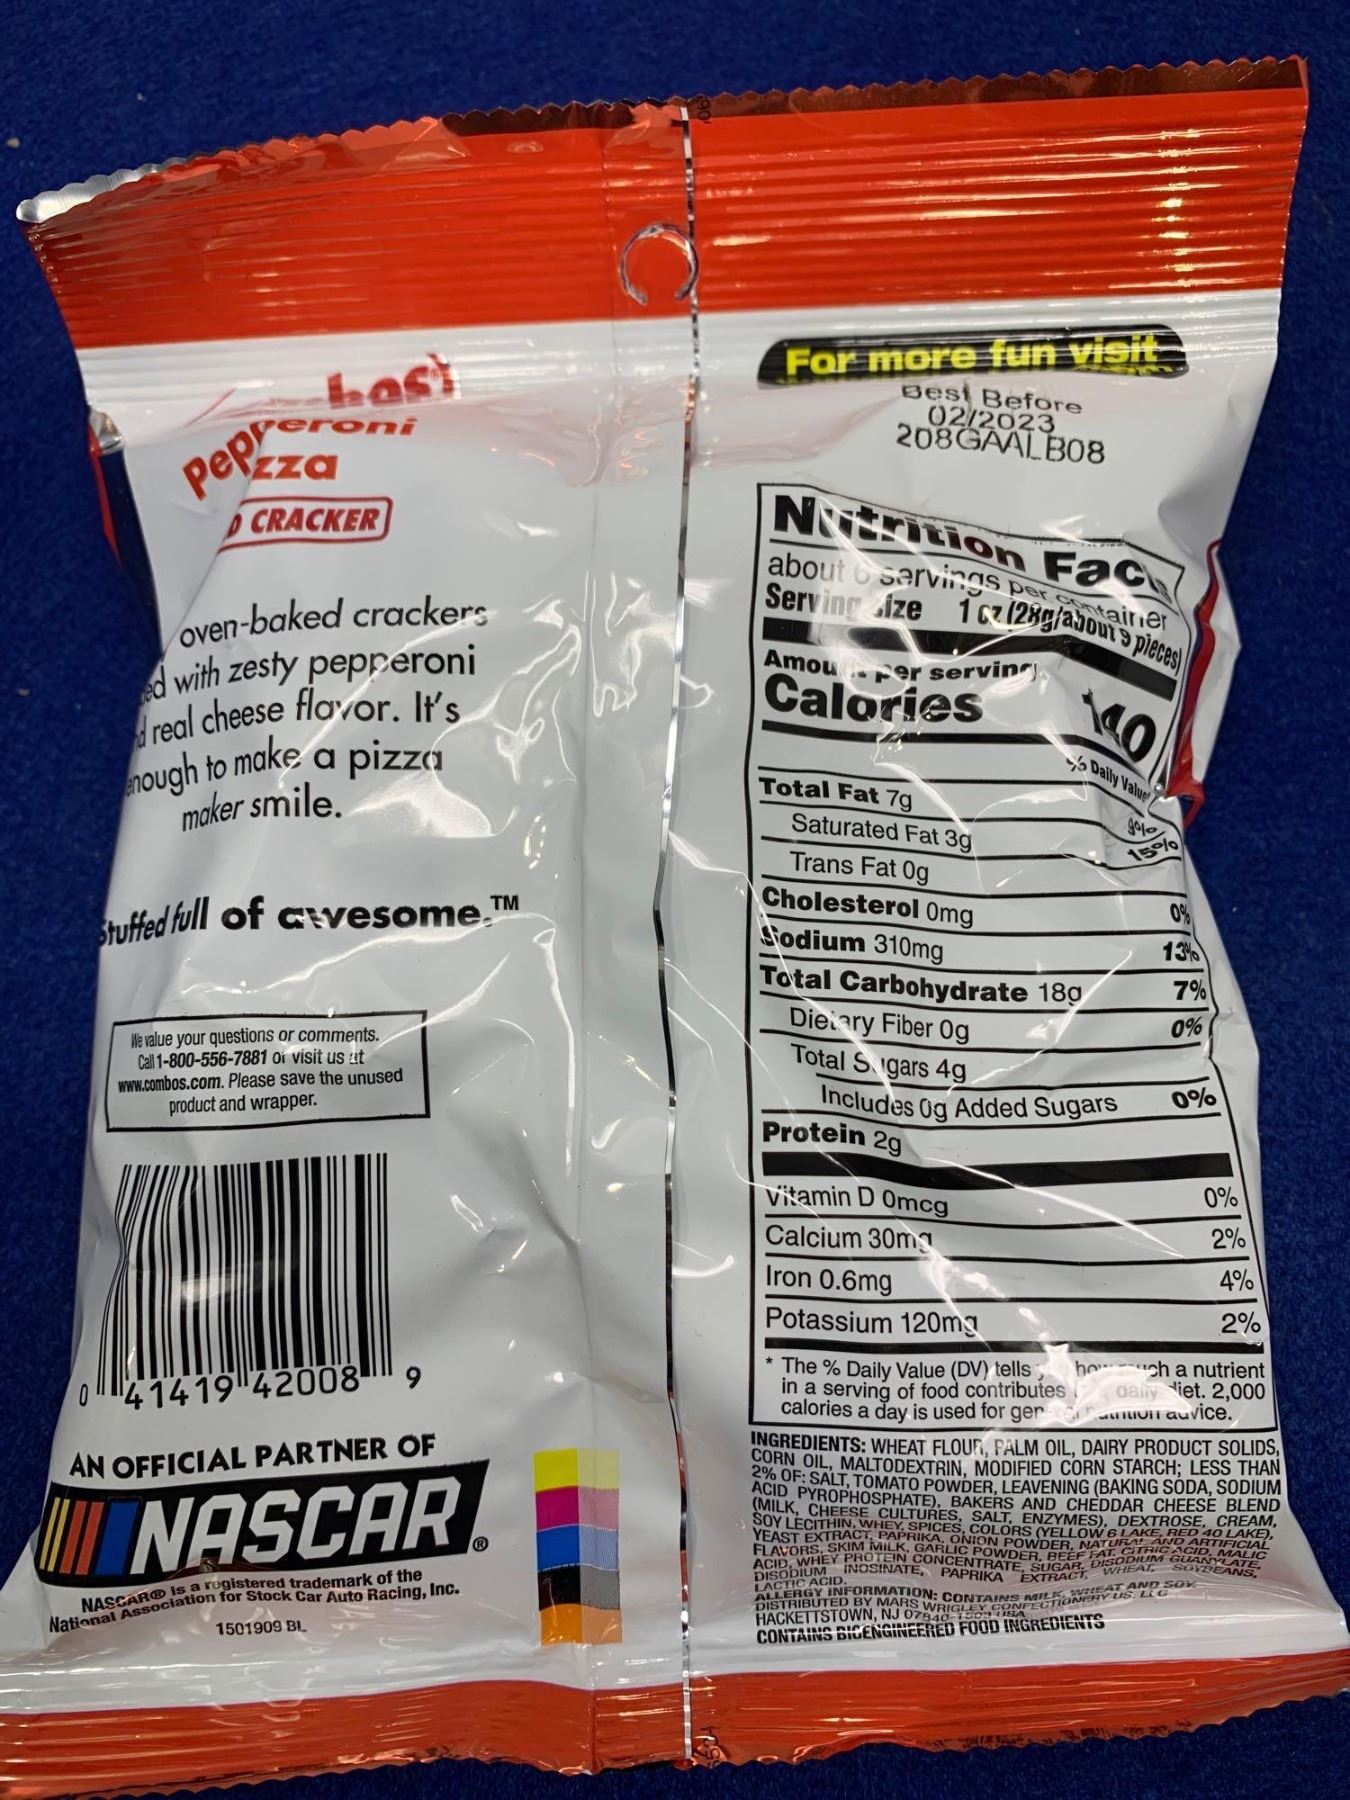 pepperoni
zza
CRACKER
oven-baked crackers
with zesty pepperoni
real cheese flavor. It's
to make a pizza
maker smile.
full of awesome.™
We value your questions or comments.
Call 1-800-556-7881 or visit us at
www.combos.com. Please save the unused
product and wrapper.
0 41419 42008 9
AN OFFICIAL PARTNER OF
NASCAR®
NASCAR® is a registered trademark of the
National Association for Stock Car Auto Racing, Inc.
1501909 BL
For more fun visit
Best Before
02/2023
208GAALB08
Nutrition Facts
about 6 servings per container
Serving size 1 oz (28g/about 9 pieces)
Amount per serving
Calories 140
% Daily Value*
Total Fat 7g 9%
Saturated Fat 3g 15%
Trans Fat 0g
Cholesterol 0mg 0%
Sodium 310mg 13%
Total Carbohydrate 18g 7%
Dietary Fiber 0g 0%
Total Sugars 4g
Includes 0g Added Sugars 0%
Protein 2g
Vitamin D 0mcg 0%
Calcium 30mg 2%
Iron 0.6mg 4%
Potassium 120mg 2%
* The % Daily Value (DV) tells how much a nutrient
in a serving of food contributes daily diet. 2,000
calories a day is used for general nutrition advice.
INGREDIENTS: WHEAT FLOUR, PALM OIL, DAIRY PRODUCT SOLIDS,
CORN OIL, MALTODEXTRIN, MODIFIED CORN STARCH; LESS THAN
2% OF: SALT, TOMATO POWDER, LEAVENING (BAKING SODA, SODIUM
ACID PYROPHOSPHATE), BAKERS AND CHEDDAR CHEESE BLEND
(MILK, CHEESE CULTURES, SALT, ENZYMES), DEXTROSE, CREAM,
SOY LECITHIN, WHEY, SPICES, COLORS (YELLOW 6 LAKE, RED 40 LAKE),
YEAST EXTRACT, PAPRIKA, ONION POWDER, NATURAL AND ARTIFICIAL
FLAVORS, SKIM MILK, GARLIC POWDER, BEEF FAT, CITRIC ACID, MALIC
ACID, WHEY PROTEIN CONCENTRATE, SUGAR, DISODIUM GUANYLATE,
DISODIUM INOSINATE, PAPRIKA EXTRACT, WHEAT, SOYBEANS,
LACTIC ACID.
ALLERGY INFORMATION: CONTAINS MILK, WHEAT AND SOY.
DISTRIBUTED BY MARS WRIGLEY CONFECTIONERY US, LLC
HACKETTSTOWN, NJ 07840-1503 USA
CONTAINS BIOENGINEERED FOOD INGREDIENTS